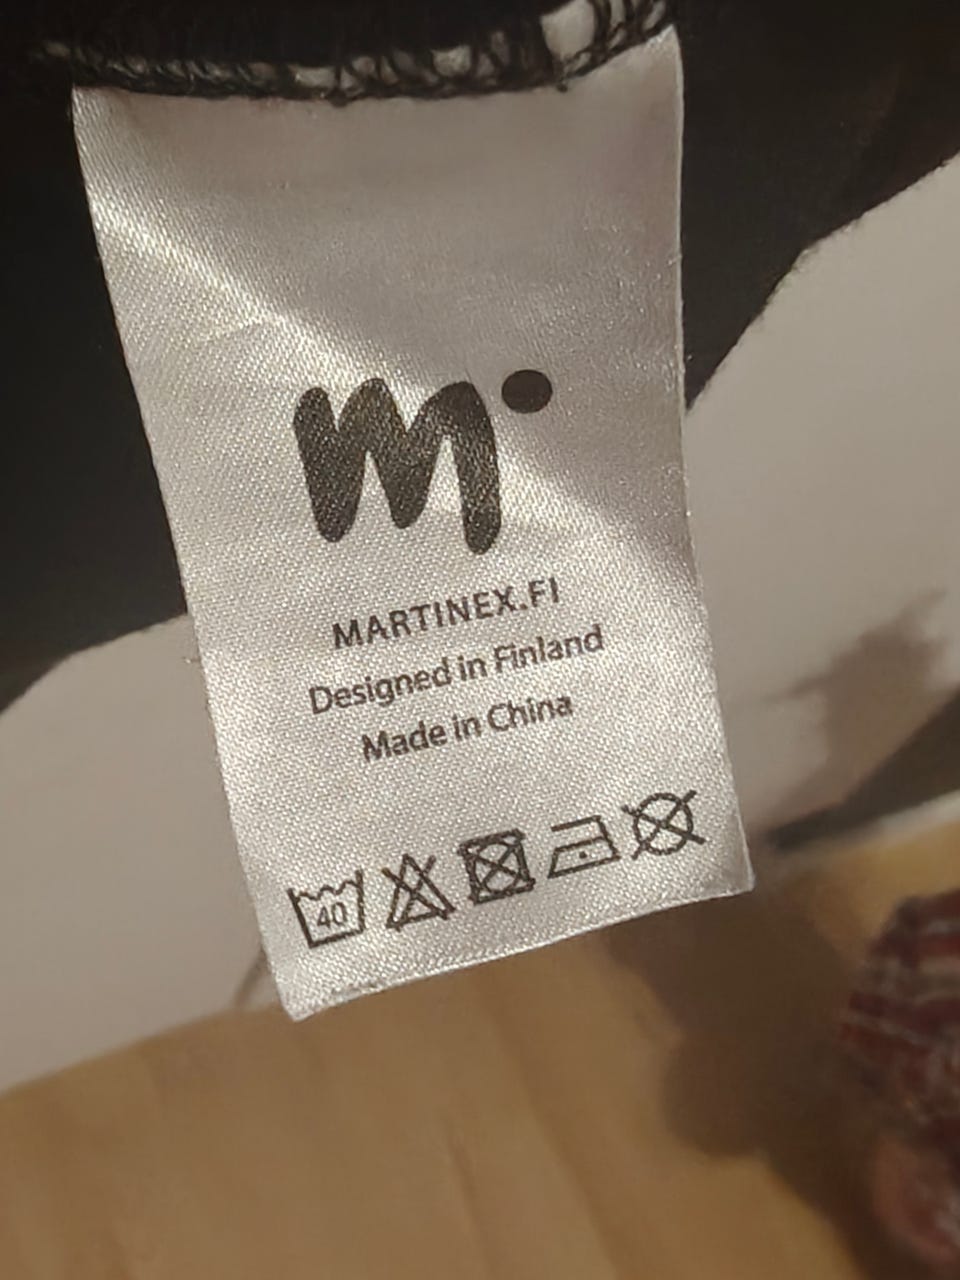 m
MARTINEX.FI
Designed in Finland
Made in China
40